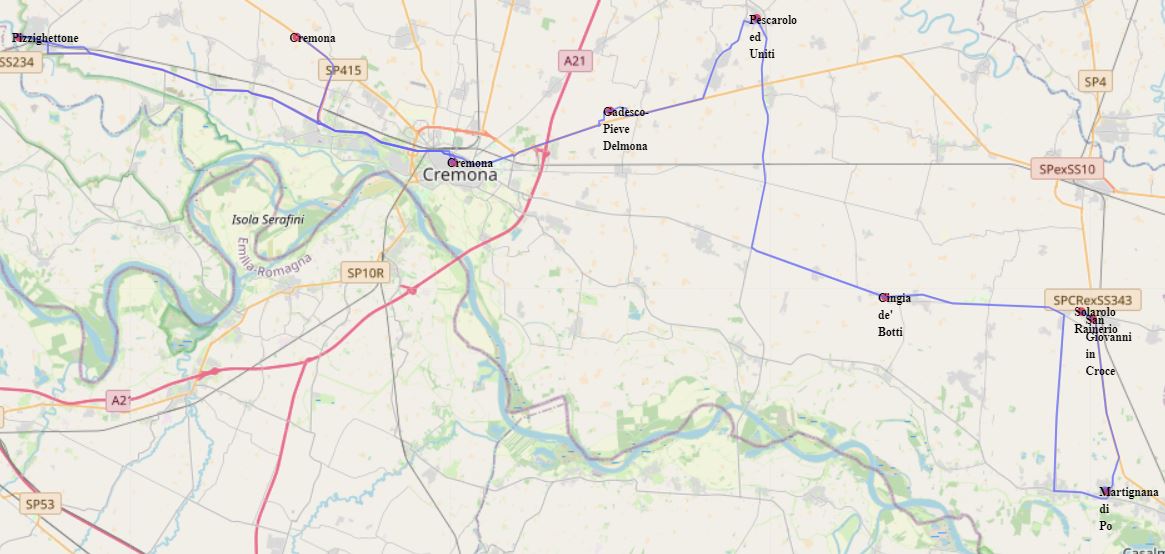 Pizzighettone
SS234
Cremona
SP415
A21
Pescarolo
ed
Uniti
SP4
Gadesco-
Pieve
Delmona
Cremona
Cremona
SPexSS10
Isola Serafini
Emilia-Romagna
SP10R
Cingia
de'
Botti
SPCRexSS343
Solarolo
Rainerio
San
Giovanni
in
Croce
A21
SP53
Martignana
di
Po